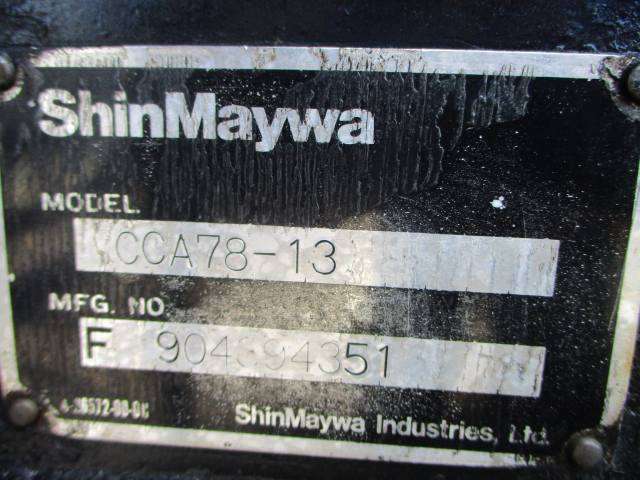 ShinMaywa
MODEL
CCA78-13
MFG. NO
F
ShinMaywa Industries, Ltd.